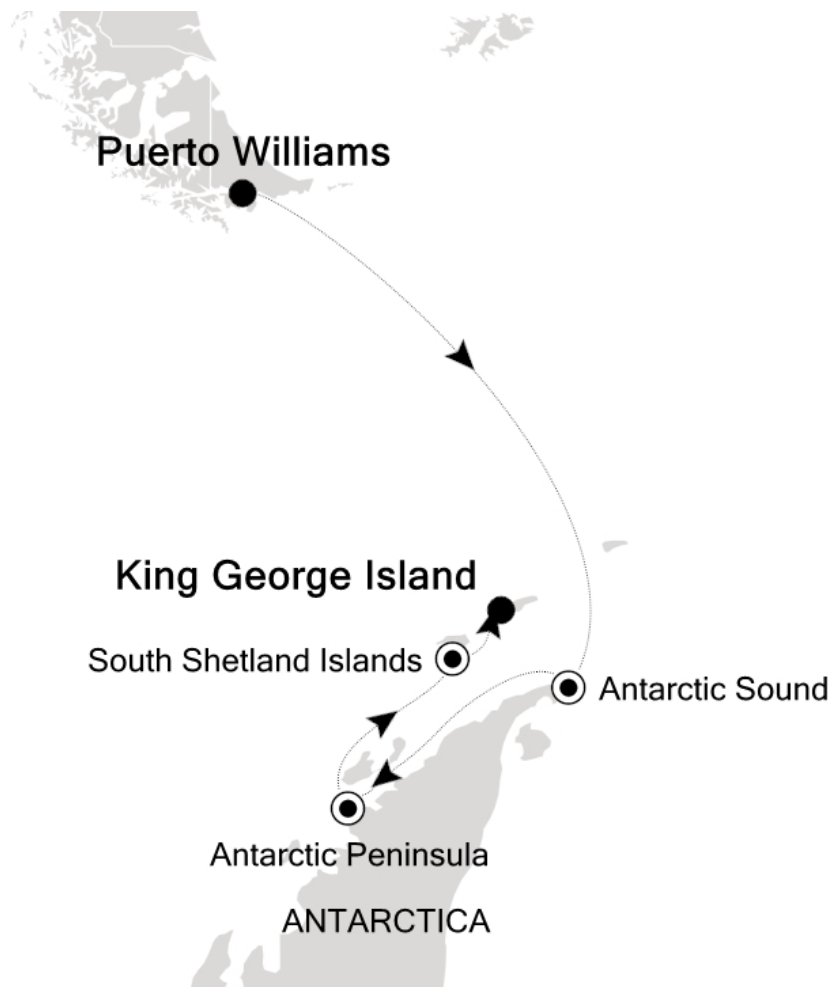 Puerto Williams
King George Island
South Shetland Islands
Antarctic Sound
Antarctic Peninsula
ANTARCTICA